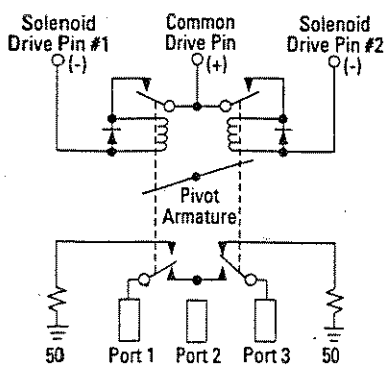 Solenoid
Drive Pin #1
(-)
Common
Drive Pin
(+)
Solenoid
Drive Pin #2
(-)
Pivot
Armature
50
Port 1
Port 2
Port 3
50